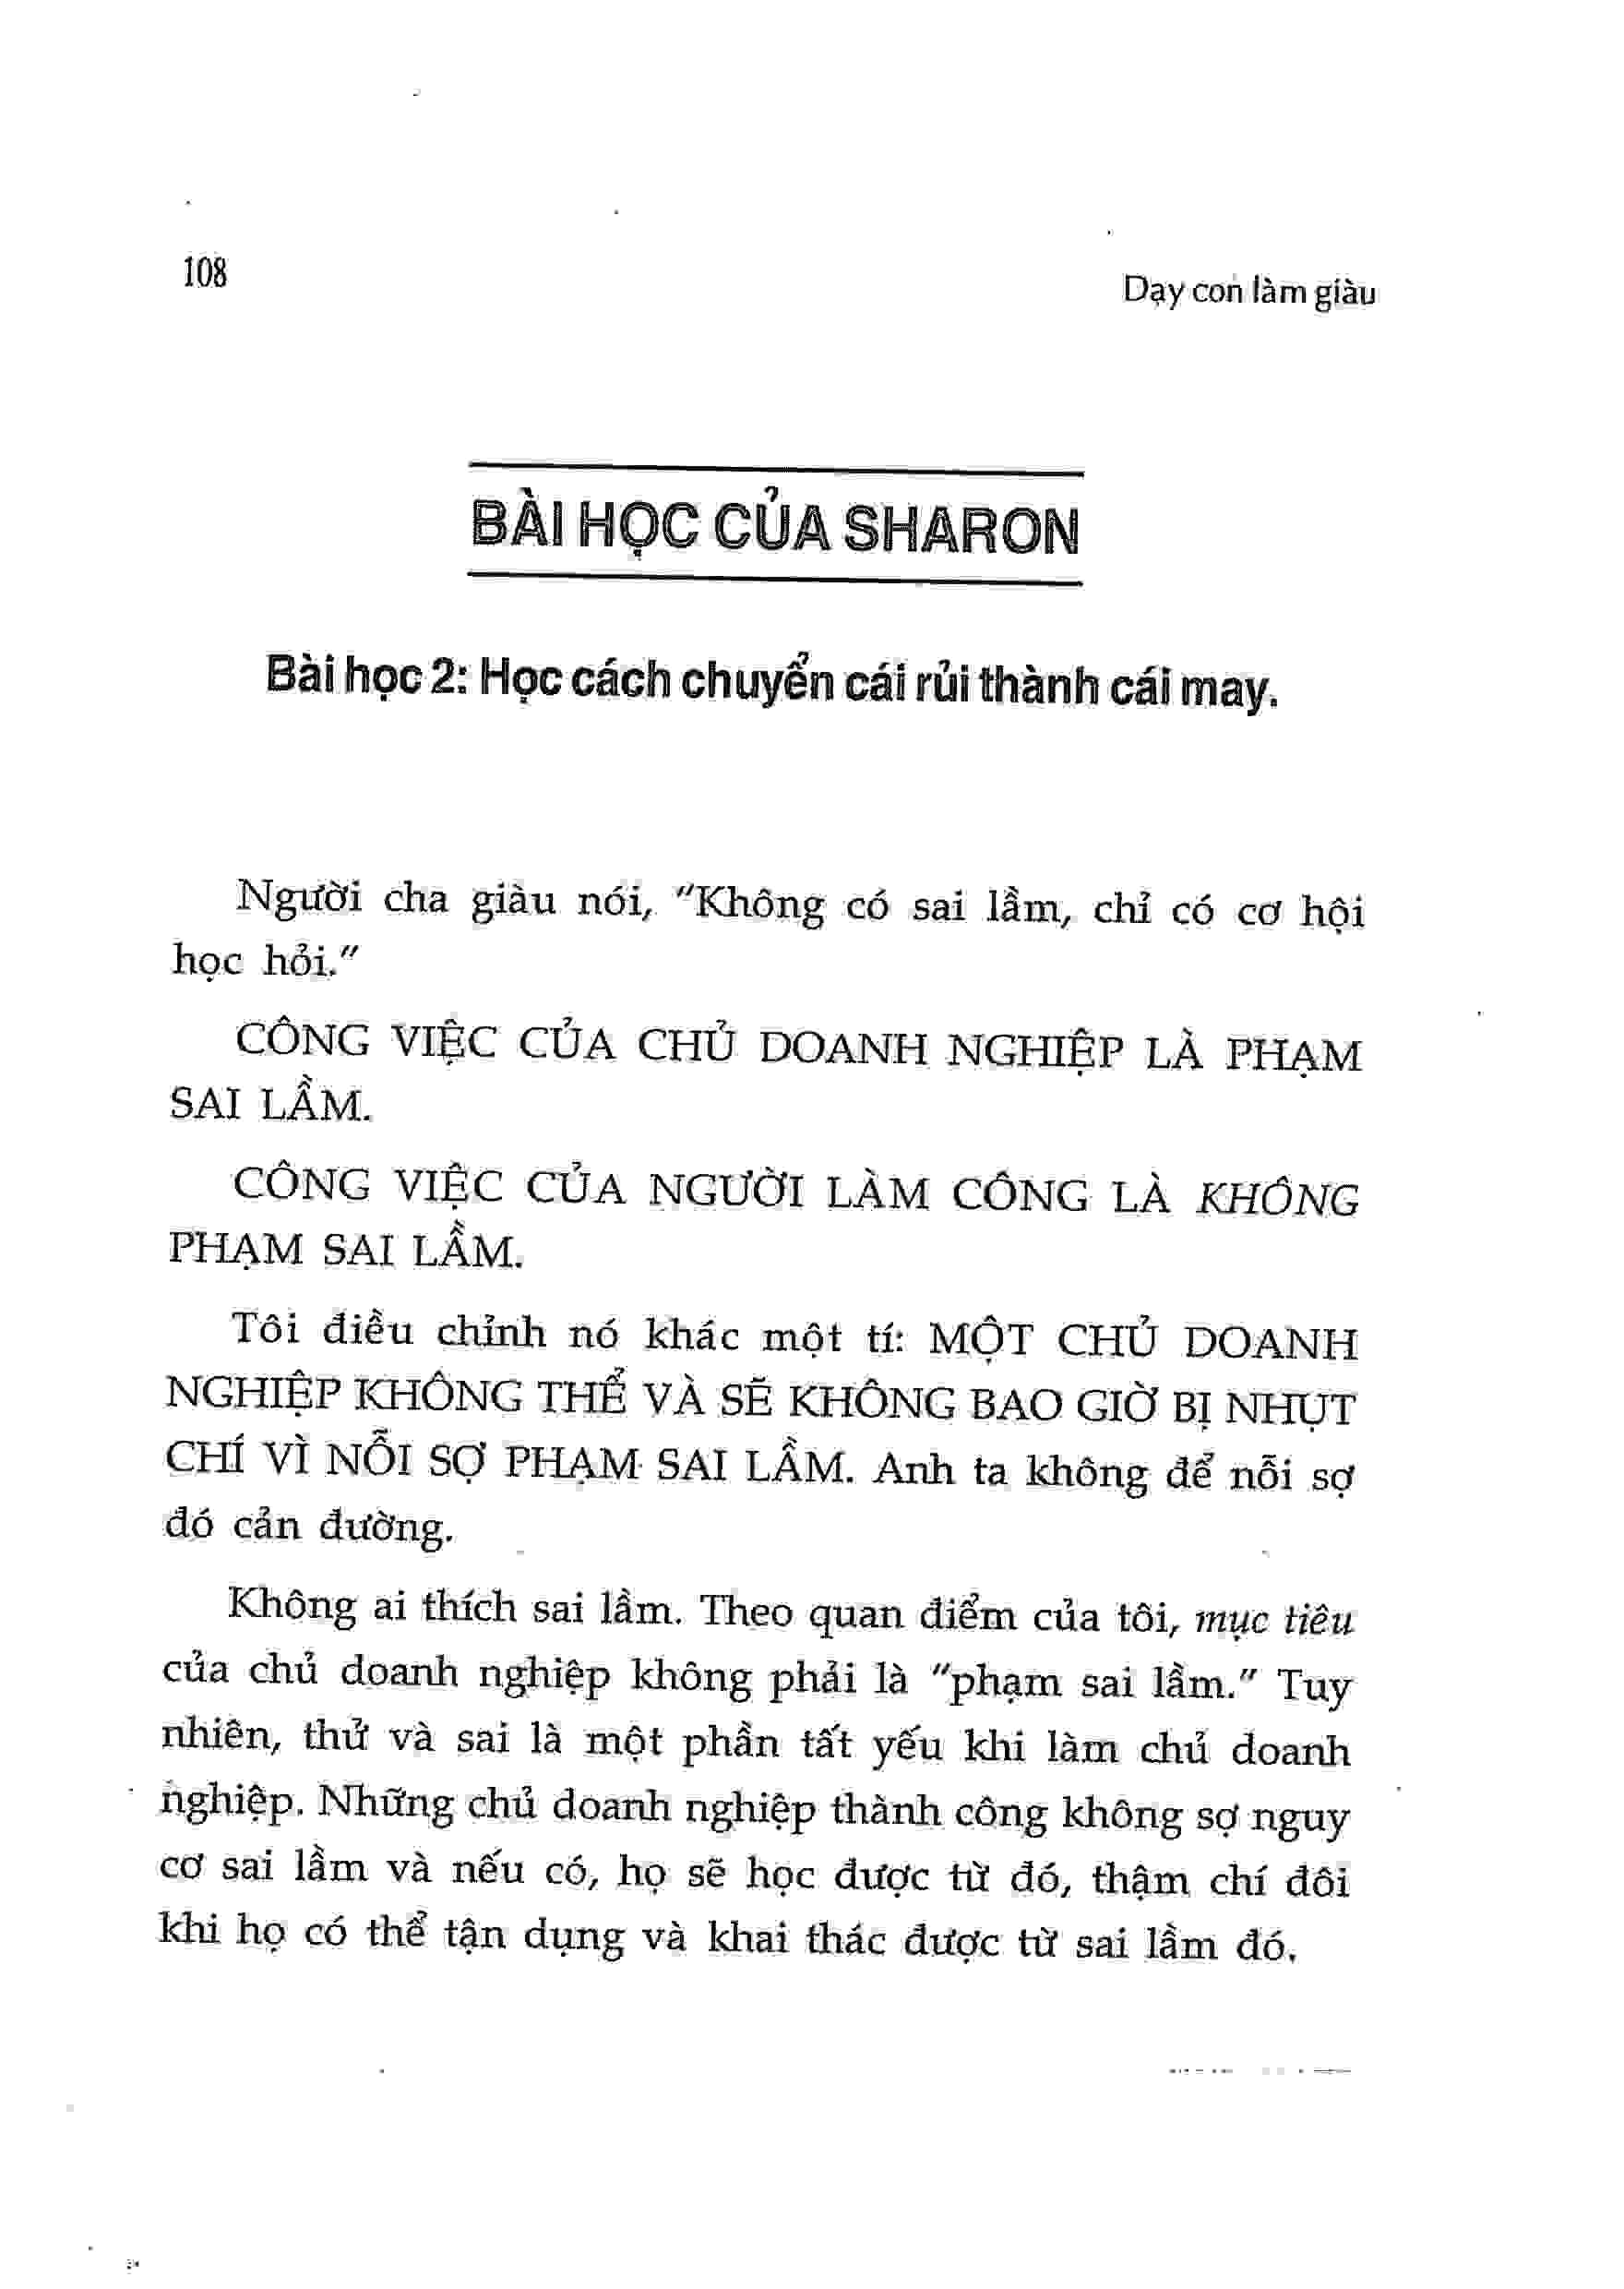 108
Dạy con làm giàu
BÀI HỌC CỦA SHARON
Bài học 2: Học cách chuyển cái rủi thành cái may.
Người cha giàu nói, "Không có sai lầm, chỉ có cơ hội
học hỏi."
CÔNG VIỆC CỦA CHỦ DOANH NGHIỆP LÀ PHẠM
SAI LẦM.
CÔNG VIỆC CỦA NGƯỜI LÀM CÔNG LÀ KHÔNG
PHẠM SAI LẦM.
Tôi điều chỉnh nó khác một tí: MỘT CHỦ DOANH
NGHIỆP KHÔNG THỂ VÀ SẼ KHÔNG BAO GIỜ BỊ NHỤT
CHÍ VÌ NỖI SỢ PHẠM SAI LẦM. Anh ta không để nỗi sợ
đó cản đường.
Không ai thích sai lầm. Theo quan điểm của tôi, mục tiêu
của chủ doanh nghiệp không phải là "phạm sai lầm." Tuy
nhiên, thử và sai là một phần tất yếu khi làm chủ doanh
nghiệp. Những chủ doanh nghiệp thành công không sợ nguy
cơ sai lầm và nếu có, họ sẽ học được từ đó, thậm chí đôi
khi họ có thể tận dụng và khai thác được từ sai lầm đó.